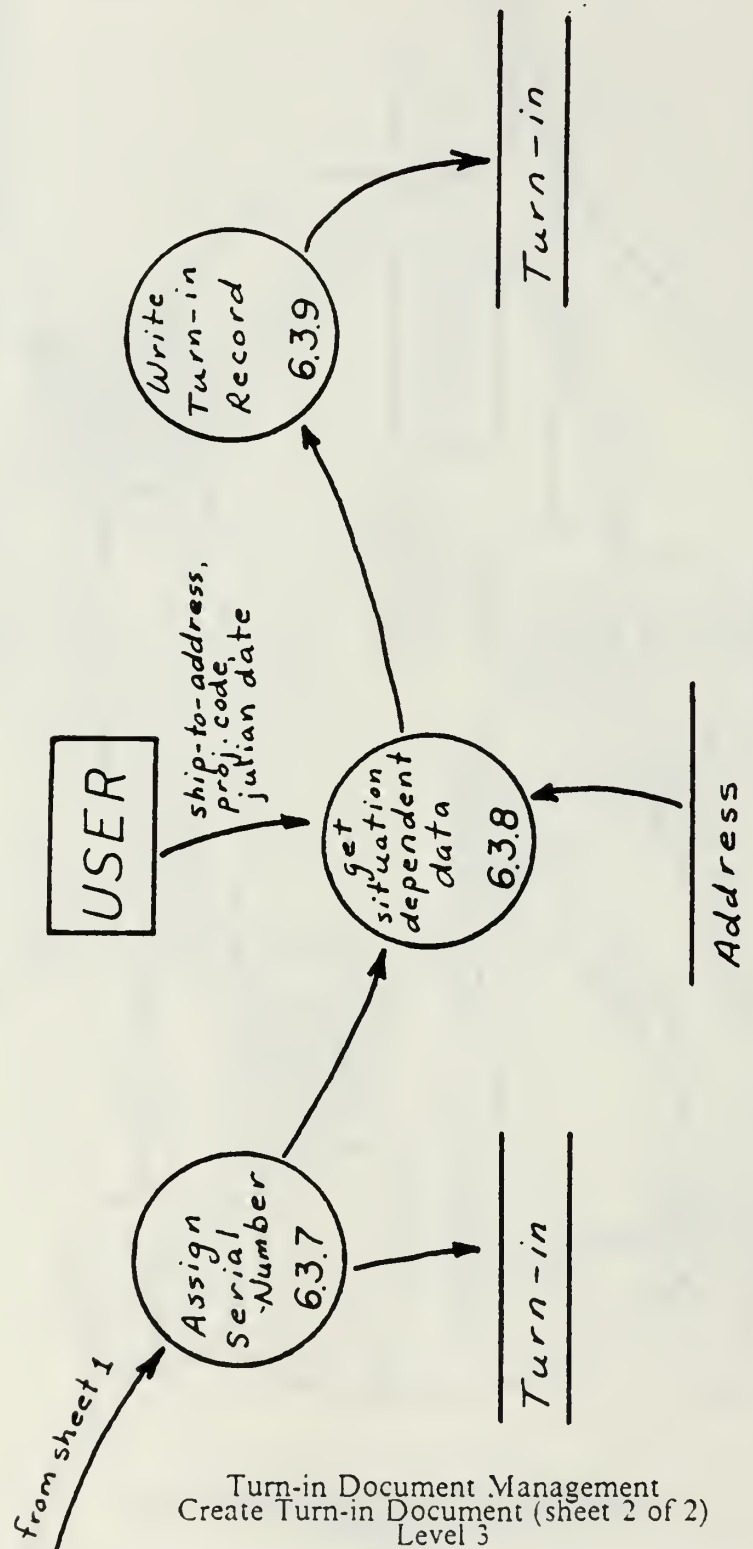 from sheet 1
Assign
serial
-Number
6.3.7
Turn-in
USER
ship-to-address,
proj. code,
julian date
get
situation
dependent
data
6.3.8
Address
Write
Turn-in
Record
6.3.9
Turn-in
Turn-in Document Management
Create Turn-in Document (sheet 2 of 2)
Level 3